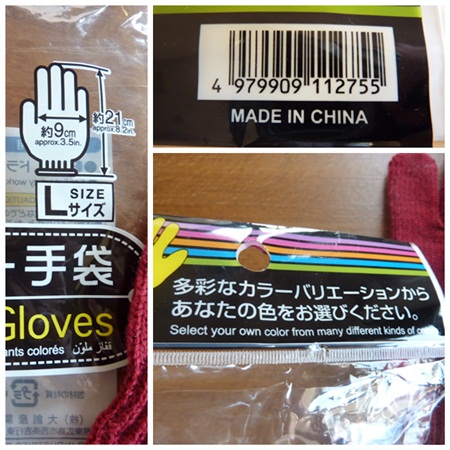 約21cm
approx.8.2in.
約9cm
approx.3.5in.
L SIZE
サイズ
ー手袋
Gloves
ants colorés
قفاز ملون
4 979909 112755
MADE IN CHINA
多彩なカラーバリエーションから
あなたの色をお選びください。
Select your own color from many different kinds of